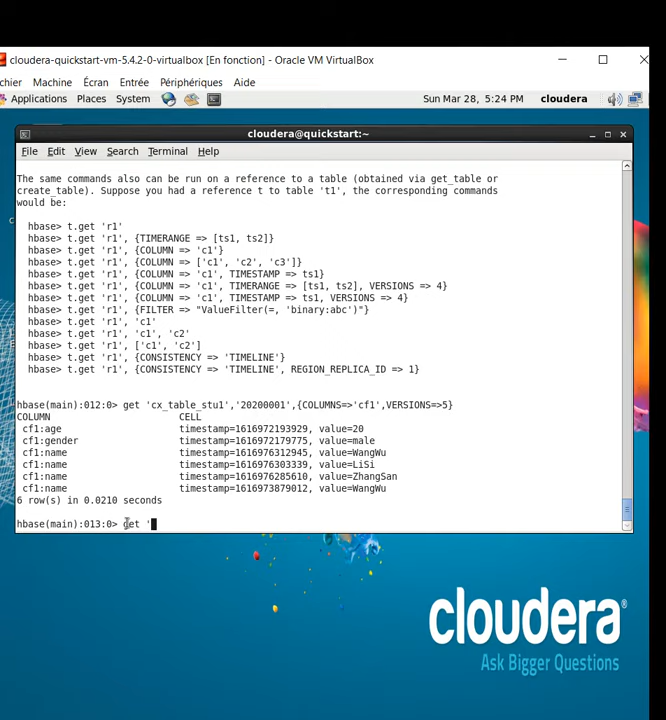 cloudera-quickstart-vm-5.4.2-0-virtualbox [En fonction] - Oracle VM VirtualBox
chier Machine Écran Entrée Périphériques Aide
Applications Places System Sun Mar 28, 5:24 PM cloudera
cloudera@quickstart:~
File Edit View Search Terminal Help
The same commands also can be run on a reference to a table (obtained via get_table or
create_table). Suppose you had a reference t to table 't1', the corresponding commands
would be:
hbase> t.get 'r1'
hbase> t.get 'r1', {TIMERANGE => [ts1, ts2]}
hbase> t.get 'r1', {COLUMN => 'c1'}
hbase> t.get 'r1', {COLUMN => ['c1', 'c2', 'c3']}
hbase> t.get 'r1', {COLUMN => 'c1', TIMESTAMP => ts1}
hbase> t.get 'r1', {COLUMN => 'c1', TIMERANGE => [ts1, ts2], VERSIONS => 4}
hbase> t.get 'r1', {COLUMN => 'c1', TIMESTAMP => ts1, VERSIONS => 4}
hbase> t.get 'r1', {FILTER => "ValueFilter(=, 'binary:abc')"}
hbase> t.get 'r1', 'c1'
hbase> t.get 'r1', 'c1', 'c2'
hbase> t.get 'r1', ['c1', 'c2']
hbase> t.get 'r1', {CONSISTENCY => 'TIMELINE'}
hbase> t.get 'r1', {CONSISTENCY => 'TIMELINE', REGION_REPLICA_ID => 1}
hbase(main):012:0> get 'cx_table_stu1','20200001',{COLUMNS=>'cf1',VERSIONS=>5}
COLUMN CELL
cf1:age timestamp=1616972193929, value=20
cf1:gender timestamp=1616972179775, value=male
cf1:name timestamp=1616976312945, value=WangWu
cf1:name timestamp=1616976303339, value=LiSi
cf1:name timestamp=1616976285610, value=ZhangSan
cf1:name timestamp=1616973879012, value=WangWu
6 row(s) in 0.0210 seconds
hbase(main):013:0> get '
cloudera®
Ask Bigger Questions